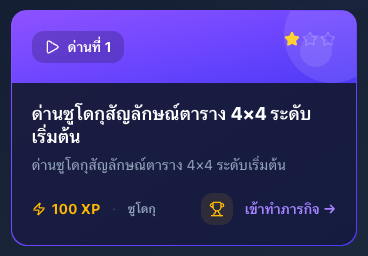 ด่านที่ 1
ด่านซูโดกุสัญลักษณ์ตาราง 4×4 ระดับ
เริ่มต้น
ด่านซูโดกุสัญลักษณ์ตาราง 4×4 ระดับเริ่มต้น
100 XP · ซูโดกุ เข้าทำภารกิจ →